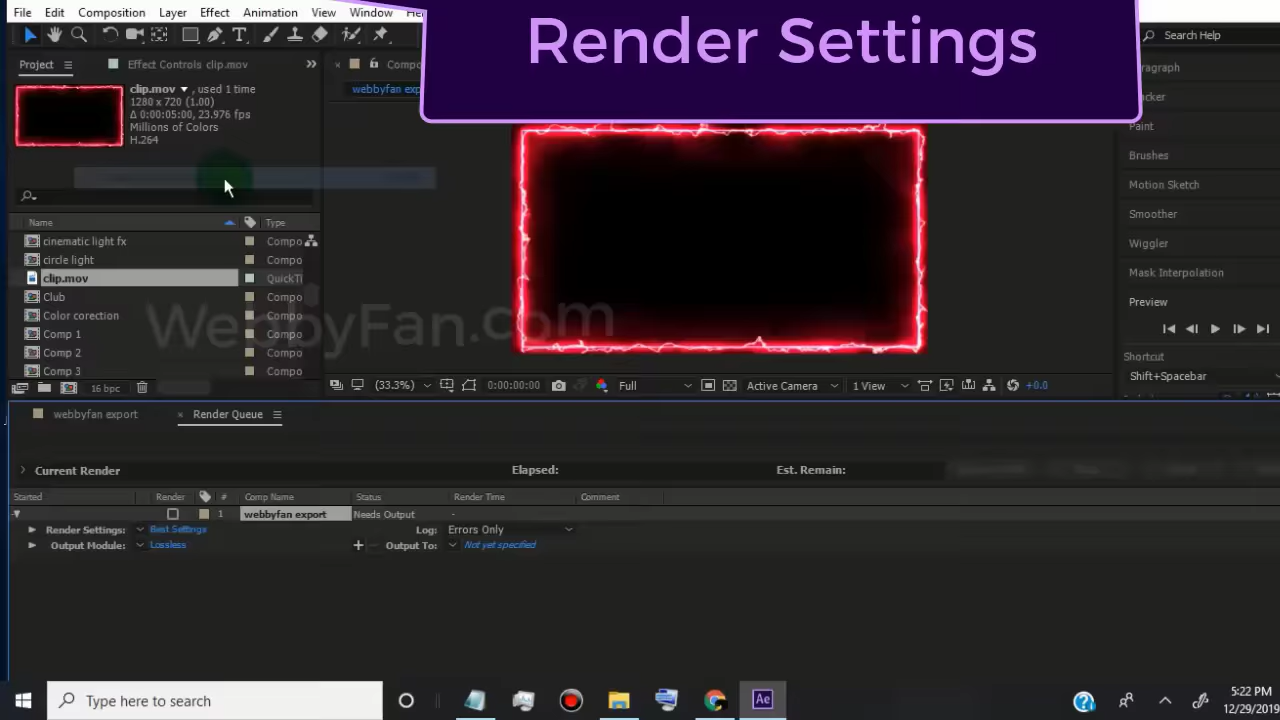 File Edit Composition Layer Effect Animation View Window
Render Settings
Search Help
Project
Effect Controls clip.mov
webbyfan
clip.mov , used 1 time
1280 x 720 (1.00)
Δ 0:00:05:00, 23.976 fps
Millions of Colors
H.264
Name Type
cinematic light fx Compo
circle light Compo
clip.mov QuickTi
Club Compo
Color corection Compo
Comp 1 Compo
Comp 2 Compo
Comp 3 Compo
16 bpc
WebbyFan.com
(33.3%) 0:00:00:00 Full Active Camera 1 View +0.0
Paint
Brushes
Motion Sketch
Smoother
Wiggler
Mask Interpolation
Preview
Shortcut
Shift+Spacebar
webbyfan export Render Queue
Current Render Elapsed: Est. Remain:
Started Render # Comp Name Status Render Time Comment
1 webbyfan export Needs Output -
Render Settings: Best Settings Log: Errors Only
Output Module: Lossless Output To: Not yet specified
Type here to search
Ae
5:22 PM
12/29/2019